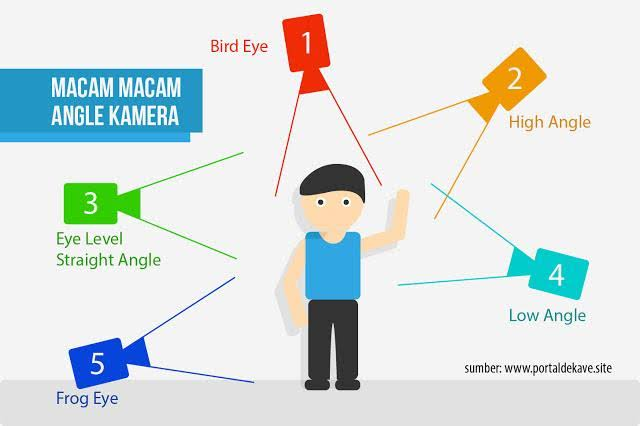 MACAM MACAM
ANGLE KAMERA
Bird Eye
1
2
High Angle
3
Eye Level
Straight Angle
4
Low Angle
5
Frog Eye
sumber: www.portaldekave.site